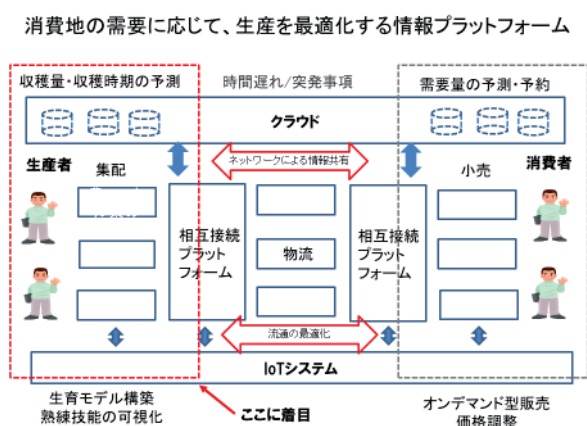 消費地の需要に応じて、生産を最適化する情報プラットフォーム
収穫量・収穫時期の予測
時間遅れ/突発事項
需要量の予測・予約
クラウド
生産者
集配
ネットワークによる情報共有
小売
消費者
相互接続
プラット
フォーム
物流
相互接続
プラット
フォーム
流通の最適化
IoTシステム
生育モデル構築
熟練技能の可視化
ここに着目
オンデマンド型販売
価格調整